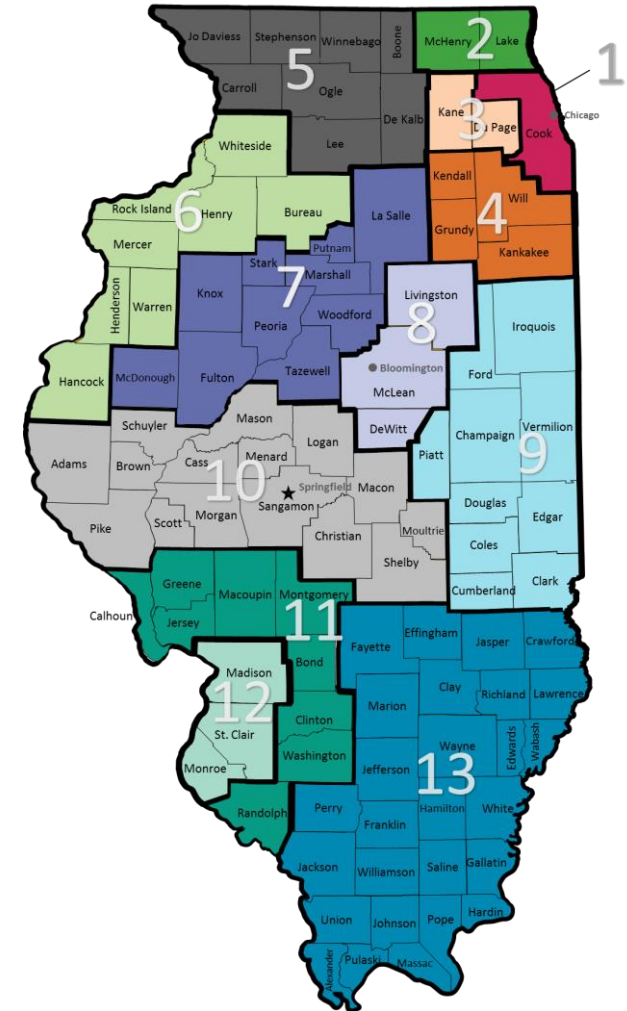 Jo Daviess
Stephenson
Winnebago
Boone
McHenry
Lake
2
1
5
Carroll
Ogle
De Kalb
Lee
Kane
3
Du Page
Cook
Chicago
Whiteside
Kendall
Will
4
Rock Island
6
Henry
Bureau
La Salle
Grundy
Kankakee
Mercer
Putnam
Stark
7
Marshall
Henderson
Warren
Knox
Peoria
Woodford
Livingston
8
Iroquois
Hancock
McDonough
Fulton
Tazewell
Bloomington
McLean
Ford
Mason
DeWitt
Schuyler
Logan
Champaign
Vermilion
9
Adams
Brown
Cass
Menard
Piatt
10
Springfield
Macon
Sangamon
Pike
Scott
Morgan
Christian
Moultrie
Douglas
Edgar
Coles
Shelby
Greene
Macoupin
Montgomery
Cumberland
Clark
Calhoun
Jersey
11
Fayette
Effingham
Jasper
Crawford
Bond
Madison
12
Clay
Richland
Lawrence
Marion
St. Clair
Clinton
Washington
Wayne
Edwards
Wabash
Monroe
Jefferson
13
Randolph
Perry
Hamilton
White
Franklin
Jackson
Williamson
Saline
Gallatin
Union
Johnson
Pope
Hardin
Alexander
Pulaski
Massac